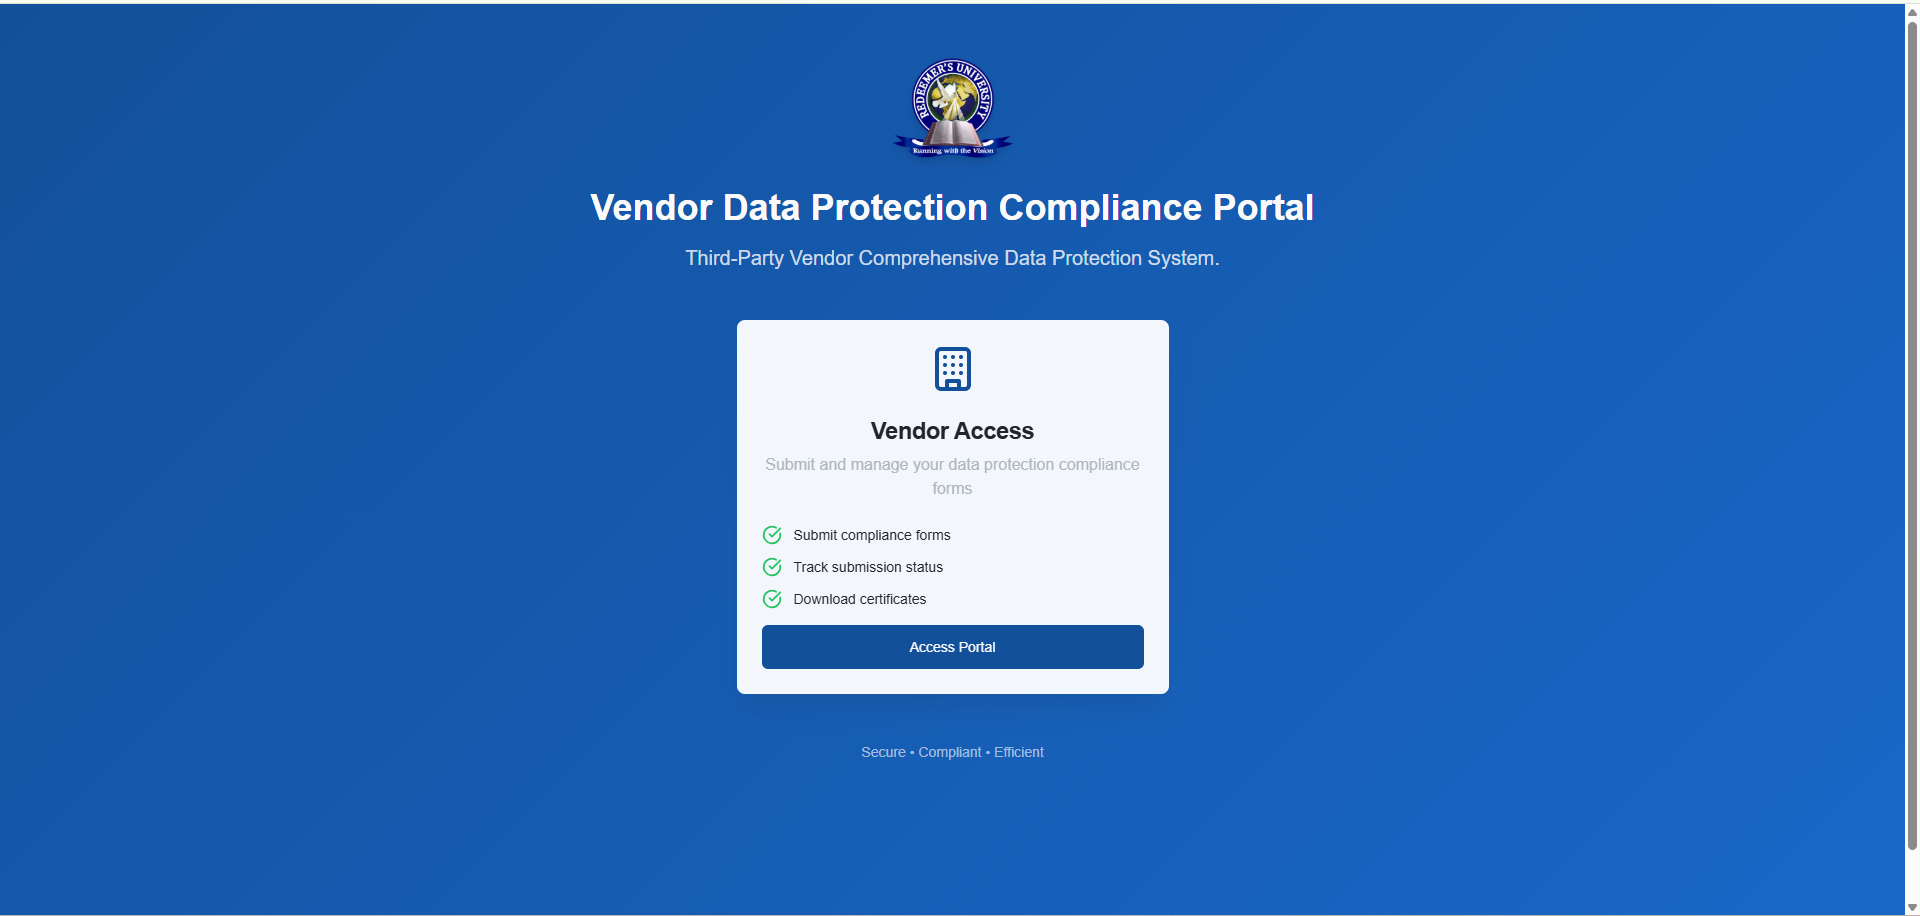 REDEEMER'S UNIVERSITY
Running with the Vision
Vendor Data Protection Compliance Portal
Third-Party Vendor Comprehensive Data Protection System.
Vendor Access
Submit and manage your data protection compliance
forms
Submit compliance forms
Track submission status
Download certificates
Access Portal
Secure • Compliant • Efficient